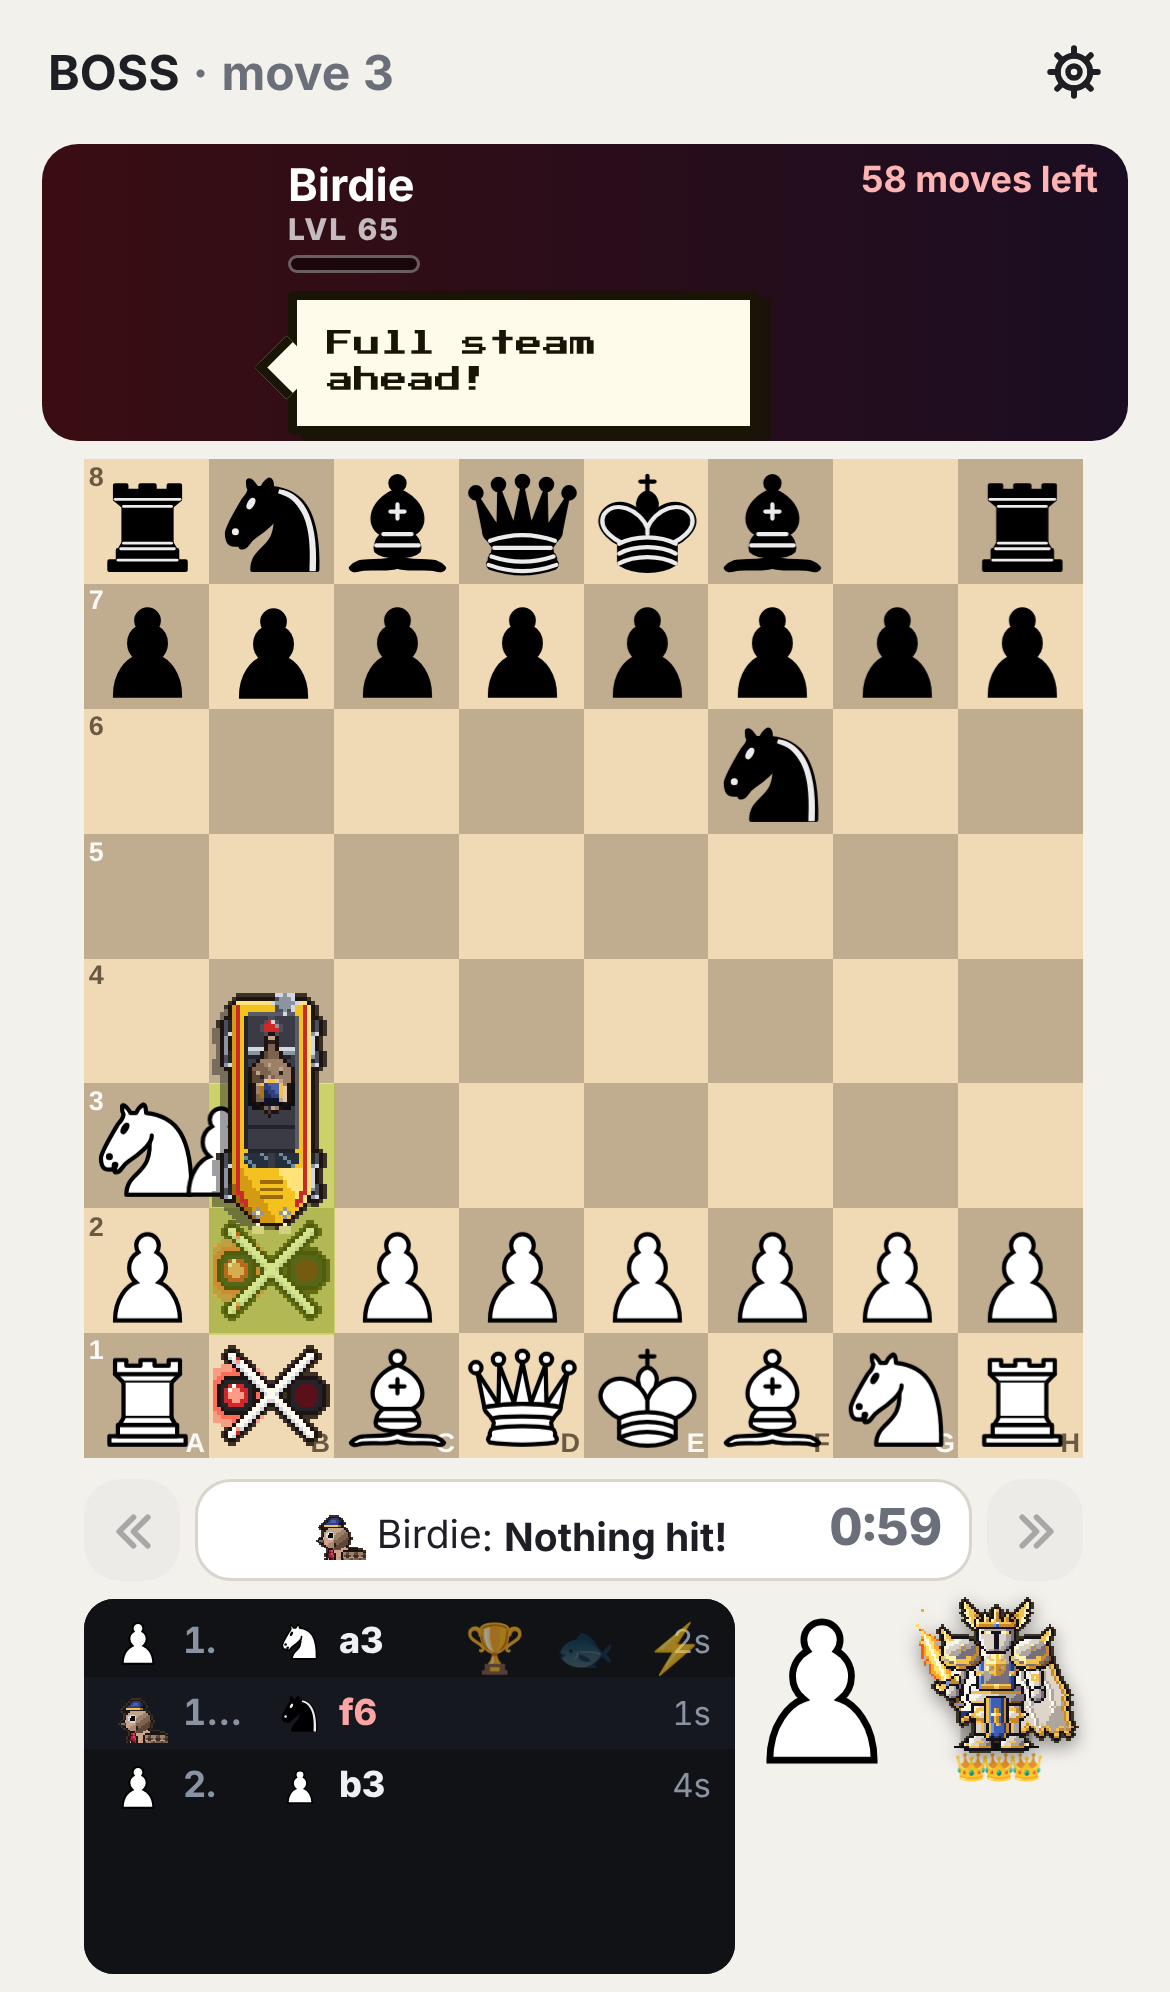 BOSS · move 3
Birdie
58 moves left
LVL 65
Full steam
ahead!
8
7
6
5
4
3
2
1
A B C D E F G H
Birdie: Nothing hit! 0:59
1. a3 2s
1... f6 1s
2. b3 4s